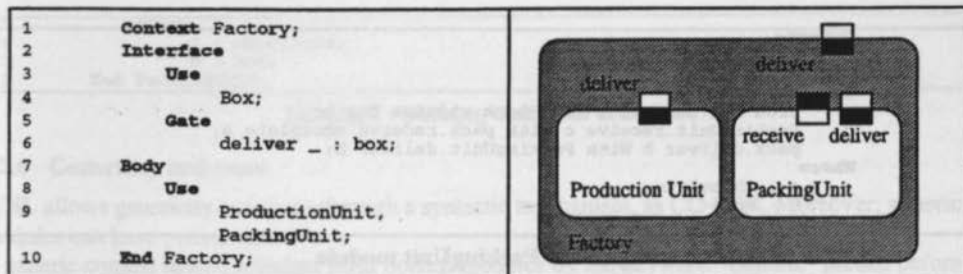 1 Context Factory;
2 Interface
3 Use
4 Box;
5 Gate
6 deliver _ : box;
7 Body
8 Use
9 ProductionUnit,
PackingUnit;
10 End Factory;
deliver
deliver
receive deliver
Production Unit
PackingUnit
Factory